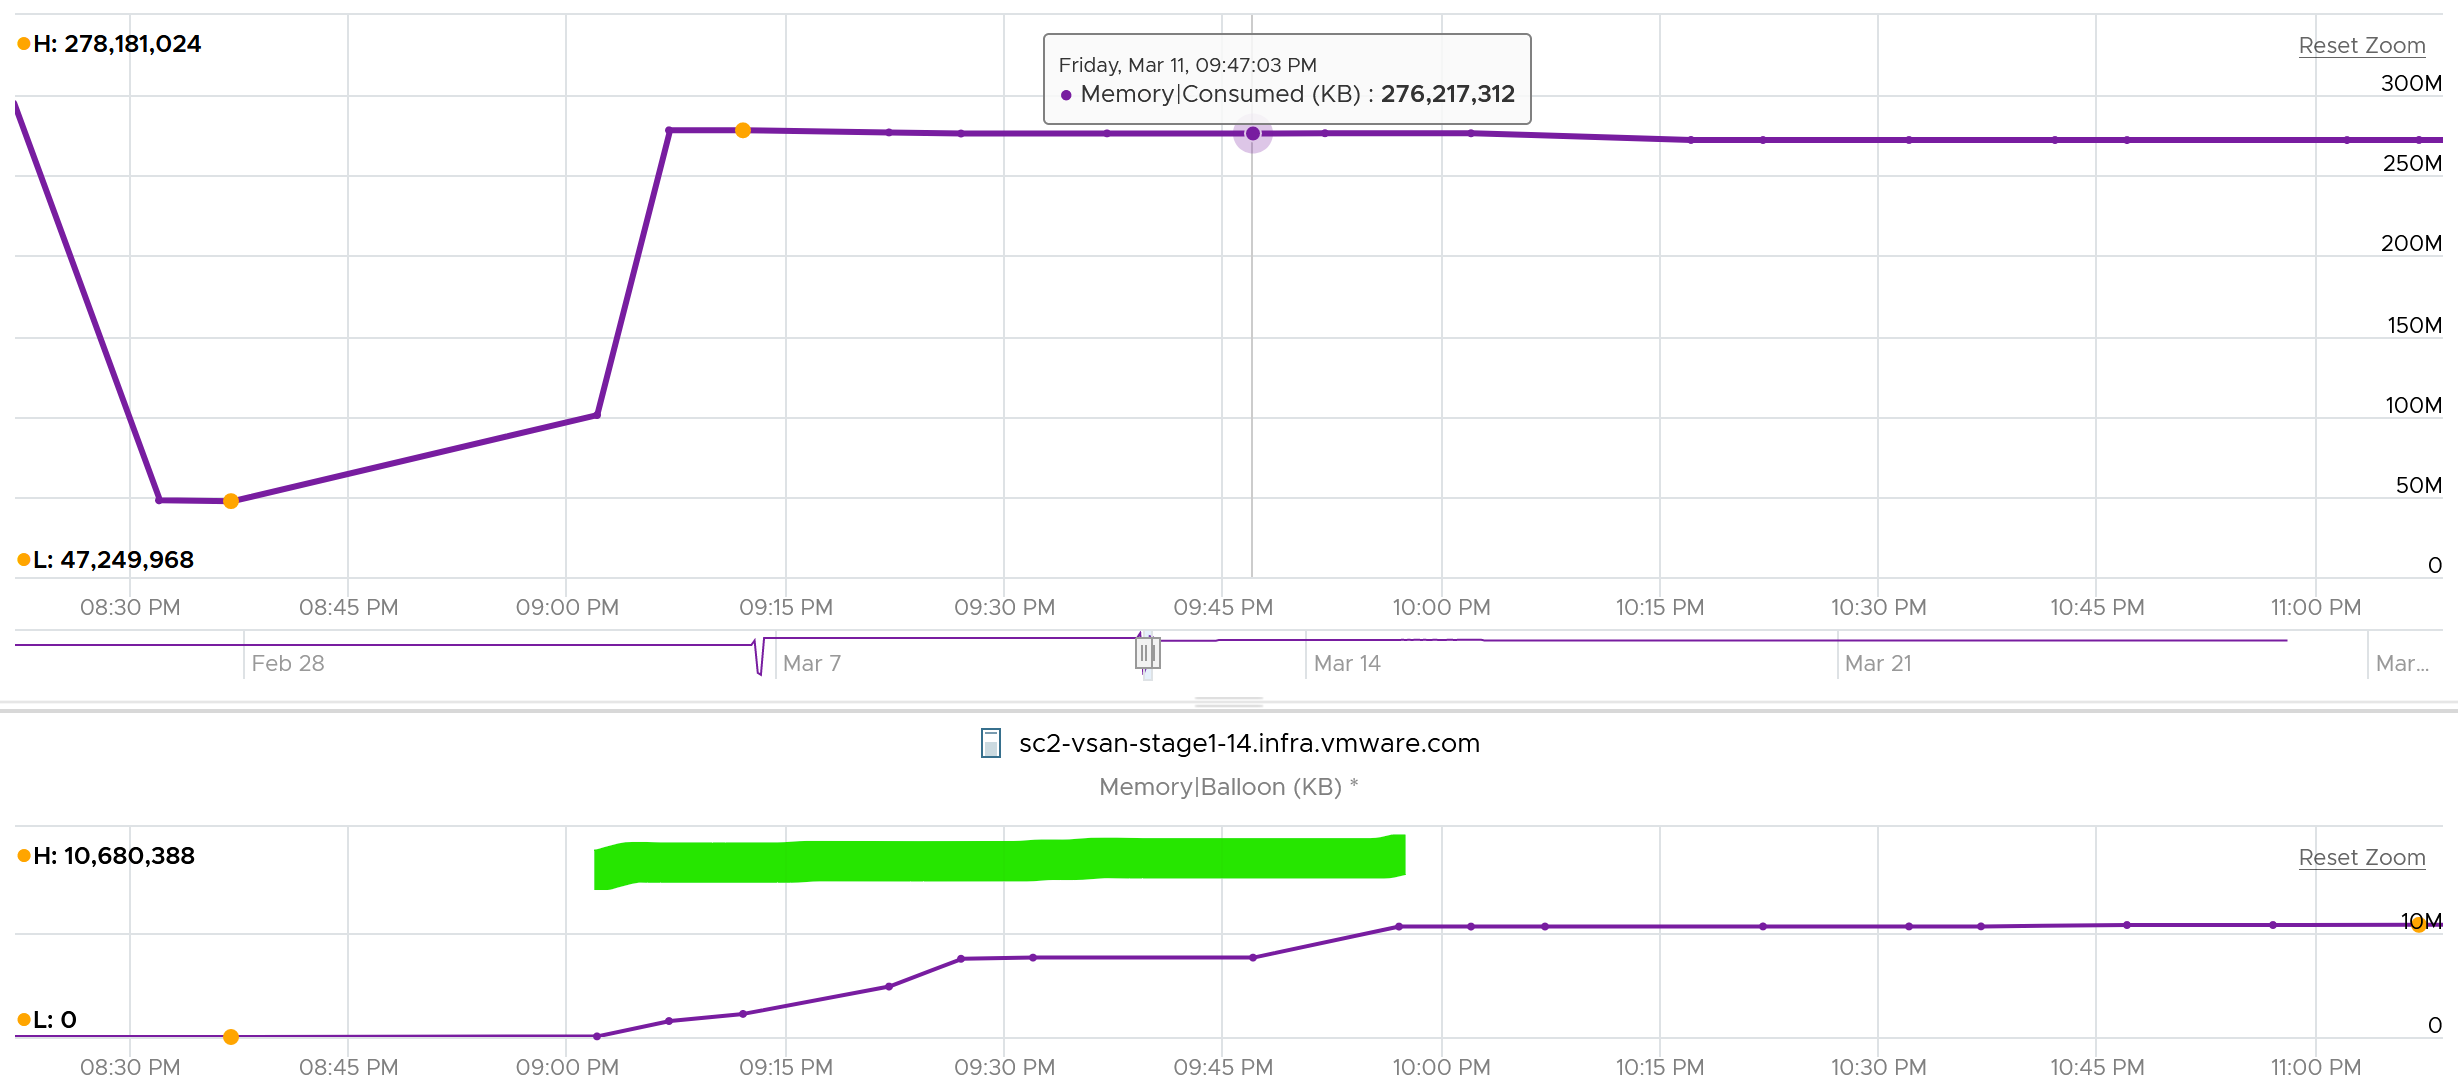 H: 278,181,024
Reset Zoom
Friday, Mar 11, 09:47:03 PM
Memory|Consumed (KB) : 276,217,312
300M
250M
200M
150M
100M
50M
L: 47,249,968
0
08:30 PM 08:45 PM 09:00 PM 09:15 PM 09:30 PM 09:45 PM 10:00 PM 10:15 PM 10:30 PM 10:45 PM 11:00 PM
Feb 28 Mar 7 Mar 14 Mar 21 Mar...
sc2-vsan-stage1-14.infra.vmware.com
Memory|Balloon (KB) *
H: 10,680,388
Reset Zoom
10M
L: 0
0
08:30 PM 08:45 PM 09:00 PM 09:15 PM 09:30 PM 09:45 PM 10:00 PM 10:15 PM 10:30 PM 10:45 PM 11:00 PM